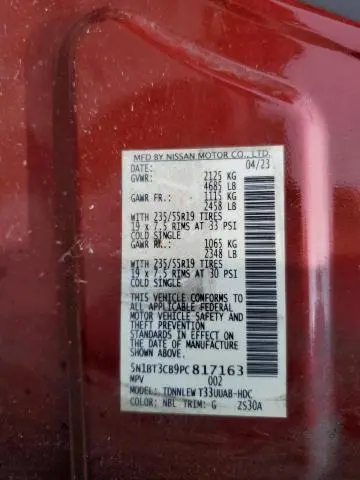 MFD BY NISSAN MOTOR CO., LTD.
DATE: 04/23
GVWR: 2125 KG
4685 LB
GAWR FR.: 1115 KG
2458 LB
WITH 235/55R19 TIRES
19 x 7.5 RIMS AT 33 PSI
COLD SINGLE
GAWR RR.: 1065 KG
2348 LB
WITH 235/55R19 TIRES
19 x 7.5 RIMS AT 30 PSI
COLD SINGLE
THIS VEHICLE CONFORMS TO
ALL APPLICABLE FEDERAL
MOTOR VEHICLE SAFETY AND
THEFT PREVENTION STANDARDS
IN EFFECT ON THE DATE OF
MANUFACTURE SHOWN ABOVE.
5N1BT3CB9PC817163
MPV 002
MODEL: TDNNLEW T33UUAB-HDC
COLOR: NBL TRIM: G ZS30A